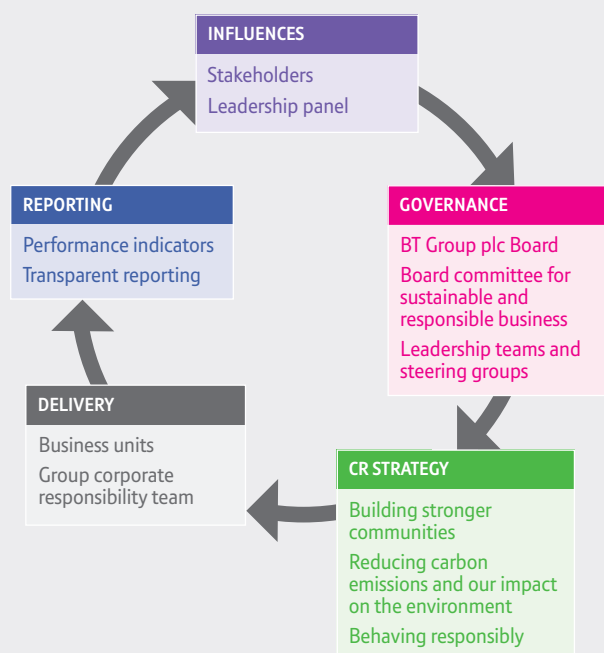 INFLUENCES
Stakeholders
Leadership panel
GOVERNANCE
BT Group plc Board
Board committee for
sustainable and
responsible business
Leadership teams and
steering groups
CR STRATEGY
Building stronger
communities
Reducing carbon
emissions and our impact
on the environment
Behaving responsibly
DELIVERY
Business units
Group corporate
responsibility team
REPORTING
Performance indicators
Transparent reporting